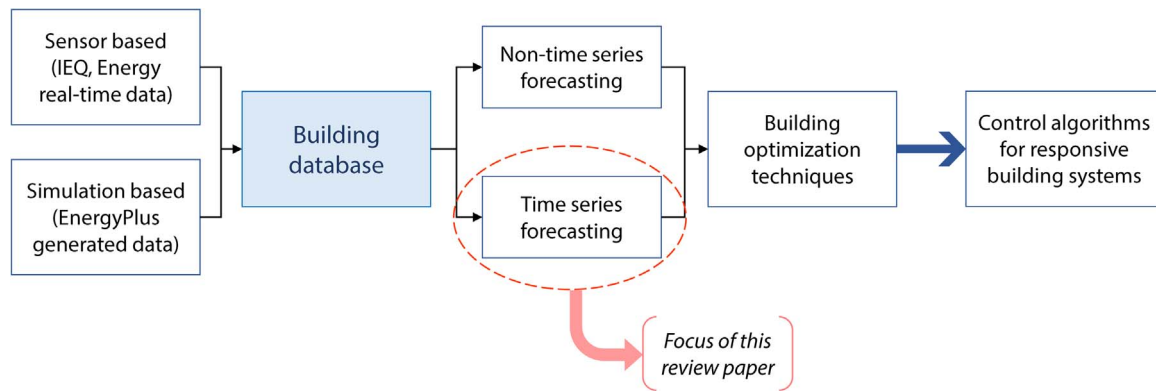 Sensor based
(IEQ, Energy
real-time data)
Simulation based
(EnergyPlus
generated data)
Building
database
Non-time series
forecasting
Time series
forecasting
Building
optimization
techniques
Control algorithms
for responsive
building systems
Focus of this
review paper